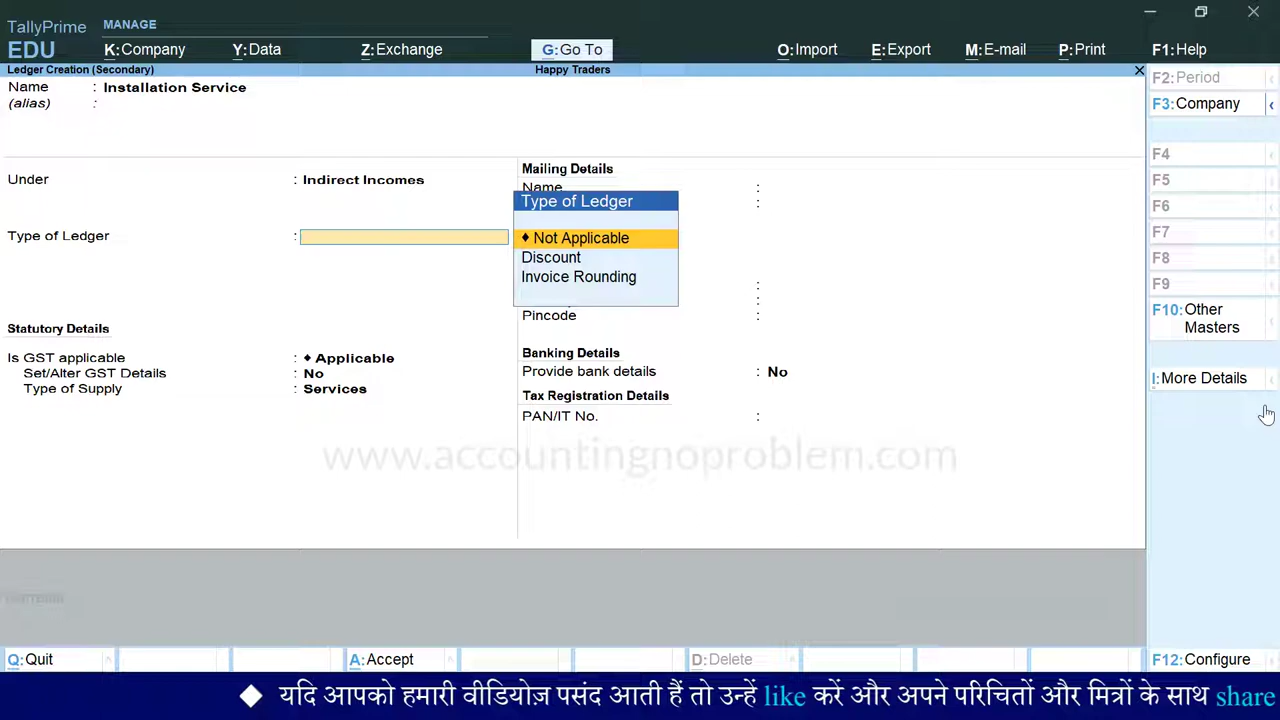 TallyPrime
MANAGE
EDU
K:Company
Y:Data
Z:Exchange
G:Go To
O:Import
E:Export
M:E-mail
P:Print
F1:Help
Ledger Creation (Secondary)
Happy Traders
Name : Installation Service
(alias) :
Under : Indirect Incomes
Type of Ledger :
Statutory Details
Is GST applicable : ♦ Applicable
Set/Alter GST Details : No
Type of Supply : Services
Mailing Details
Name :
:
Type of Ledger
♦ Not Applicable
Discount
Invoice Rounding
:
:
Pincode :
Banking Details
Provide bank details : No
Tax Registration Details
PAN/IT No. :
www.accountingnoproblem.com
F2:Period
F3:Company
F4
F5
F6
F7
F8
F9
F10:Other
Masters
I:More Details
Q:Quit
A:Accept
D:Delete
F12:Configure
◆ यदि आपको हमारी वीडियोज़ पसंद आती हैं तो उन्हें like करें और अपने परिचितों और मित्रों के साथ share